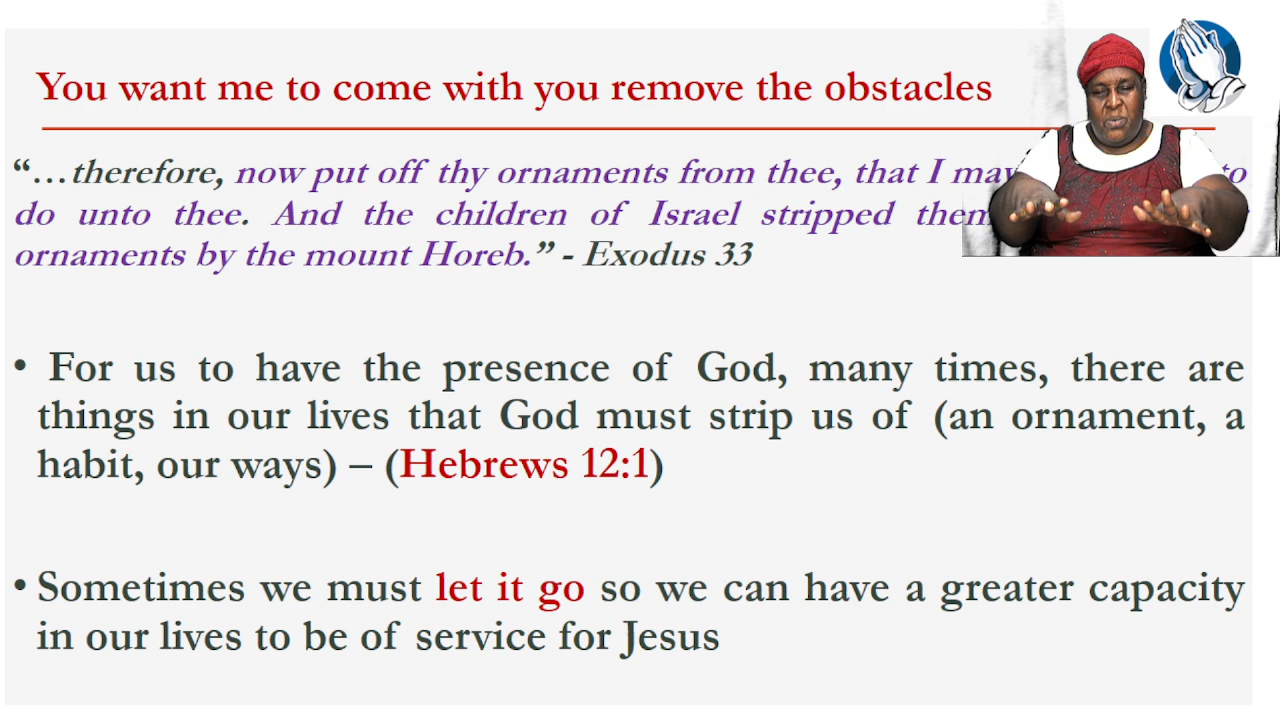 You want me to come with you remove the obstacles
“…therefore, now put off thy ornaments from thee, that I may to
do unto thee. And the children of Israel stripped
ornaments by the mount Horeb.” - Exodus 33
• For us to have the presence of God, many times, there are
things in our lives that God must strip us of (an ornament, a
habit, our ways) – (Hebrews 12:1)
• Sometimes we must let it go so we can have a greater capacity
in our lives to be of service for Jesus